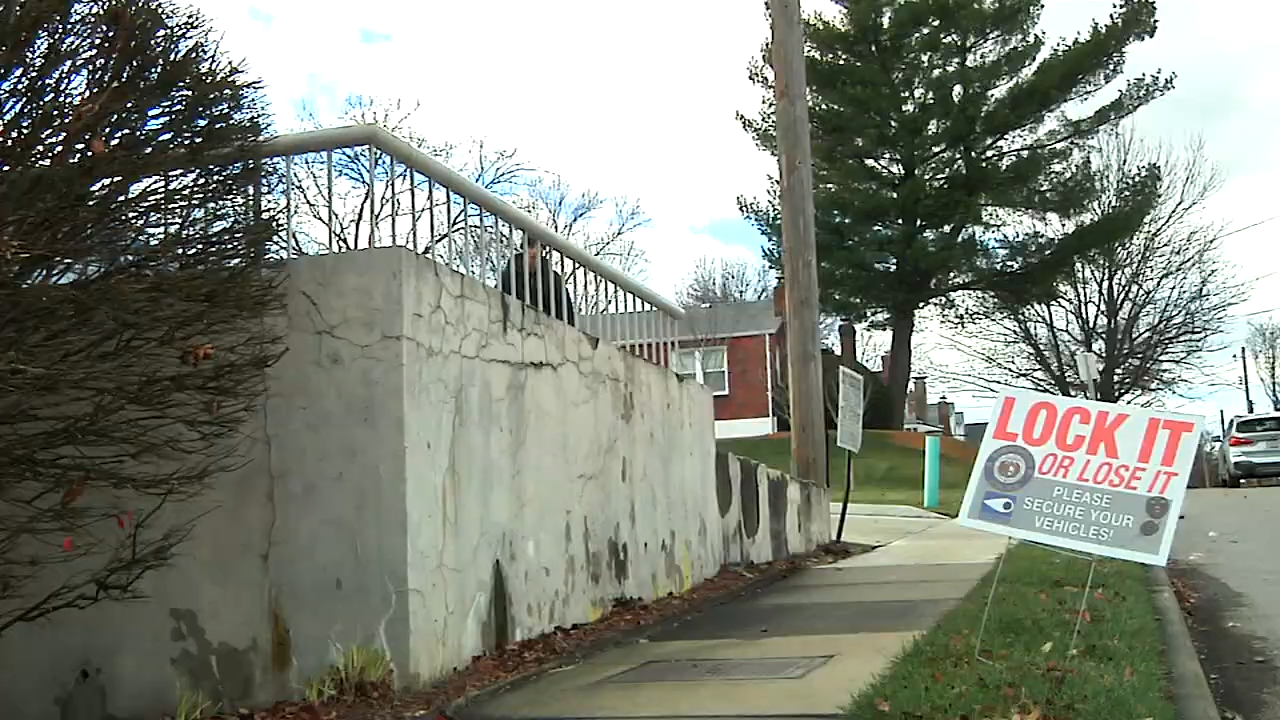 LOCK IT
OR LOSE IT
PLEASE
SECURE YOUR
VEHICLES!